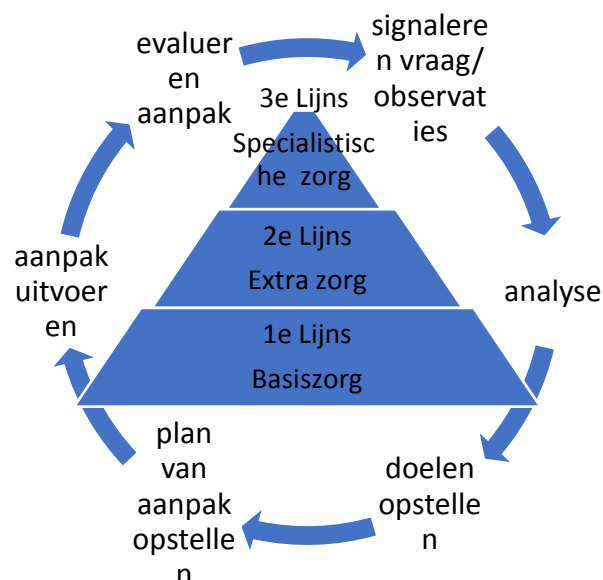 signalere
n vraag/
observat
ies
analyse
doelen
opstelle
n
plan
van
aanpak
opstelle
n
aanpak
uitvoer
en
evaluer
en
aanpak
3e Lijns
Specialistisc
he zorg
2e Lijns
Extra zorg
1e Lijns
Basiszorg